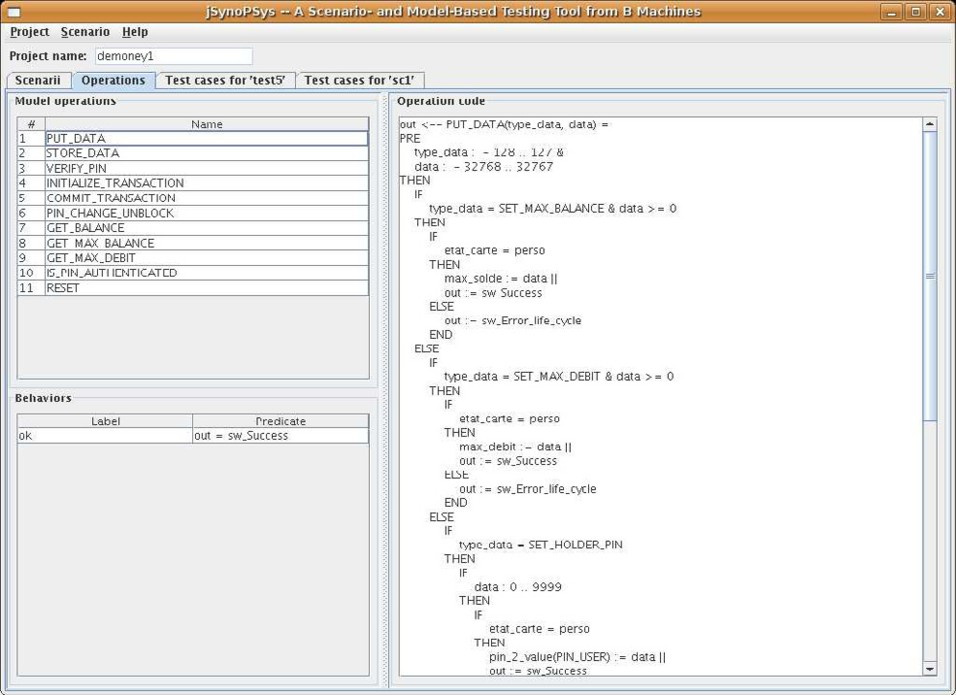 jSynoPSys -- A Scenario- and Model-Based Testing Tool from B Machines
Project Scenario Help
Project name: demoney1
Scenarii Operations Test cases for 'test5' Test cases for 'sc1'
Model operations
# Name
1 PUT_DATA
2 STORE_DATA
3 VERIFY_PIN
4 INITIALIZE_TRANSACTION
5 COMMIT_TRANSACTION
6 PIN_CHANGE_UNBLOCK
7 GET_BALANCE
8 GET_MAX_BALANCE
9 GET_MAX_DEBIT
10 IS_PIN_AUTHENTICATED
11 RESET
Behaviors
Label Predicate
ok out = sw_Success
Operation code
out <-- PUT_DATA(type_data, data) =
PRE
type_data : - 128 .. 127 &
data : - 32768 .. 32767
THEN
IF
type_data = SET_MAX_BALANCE & data >= 0
THEN
IF
etat_carte = perso
THEN
max_solde := data ||
out := sw_Success
ELSE
out := sw_Error_life_cycle
END
ELSE
IF
type_data = SET_MAX_DEBIT & data >= 0
THEN
IF
etat_carte = perso
THEN
max_debit := data ||
out := sw_Success
ELSE
out := sw_Error_life_cycle
END
ELSE
IF
type_data = SET_HOLDER_PIN
THEN
IF
data : 0 .. 9999
THEN
IF
etat_carte = perso
THEN
pin_2_value(PIN_USER) := data ||
out := sw_Success